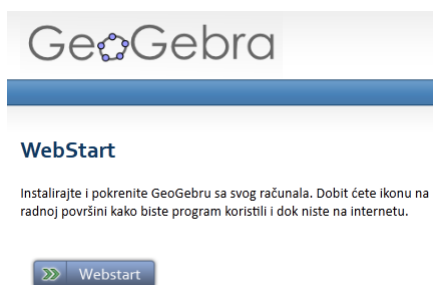 GeoGebra
WebStart
Instalirajte i pokrenite GeoGebru sa svog računala. Dobit ćete ikonu na
radnoj površini kako biste program koristili i dok niste na internetu.
Webstart